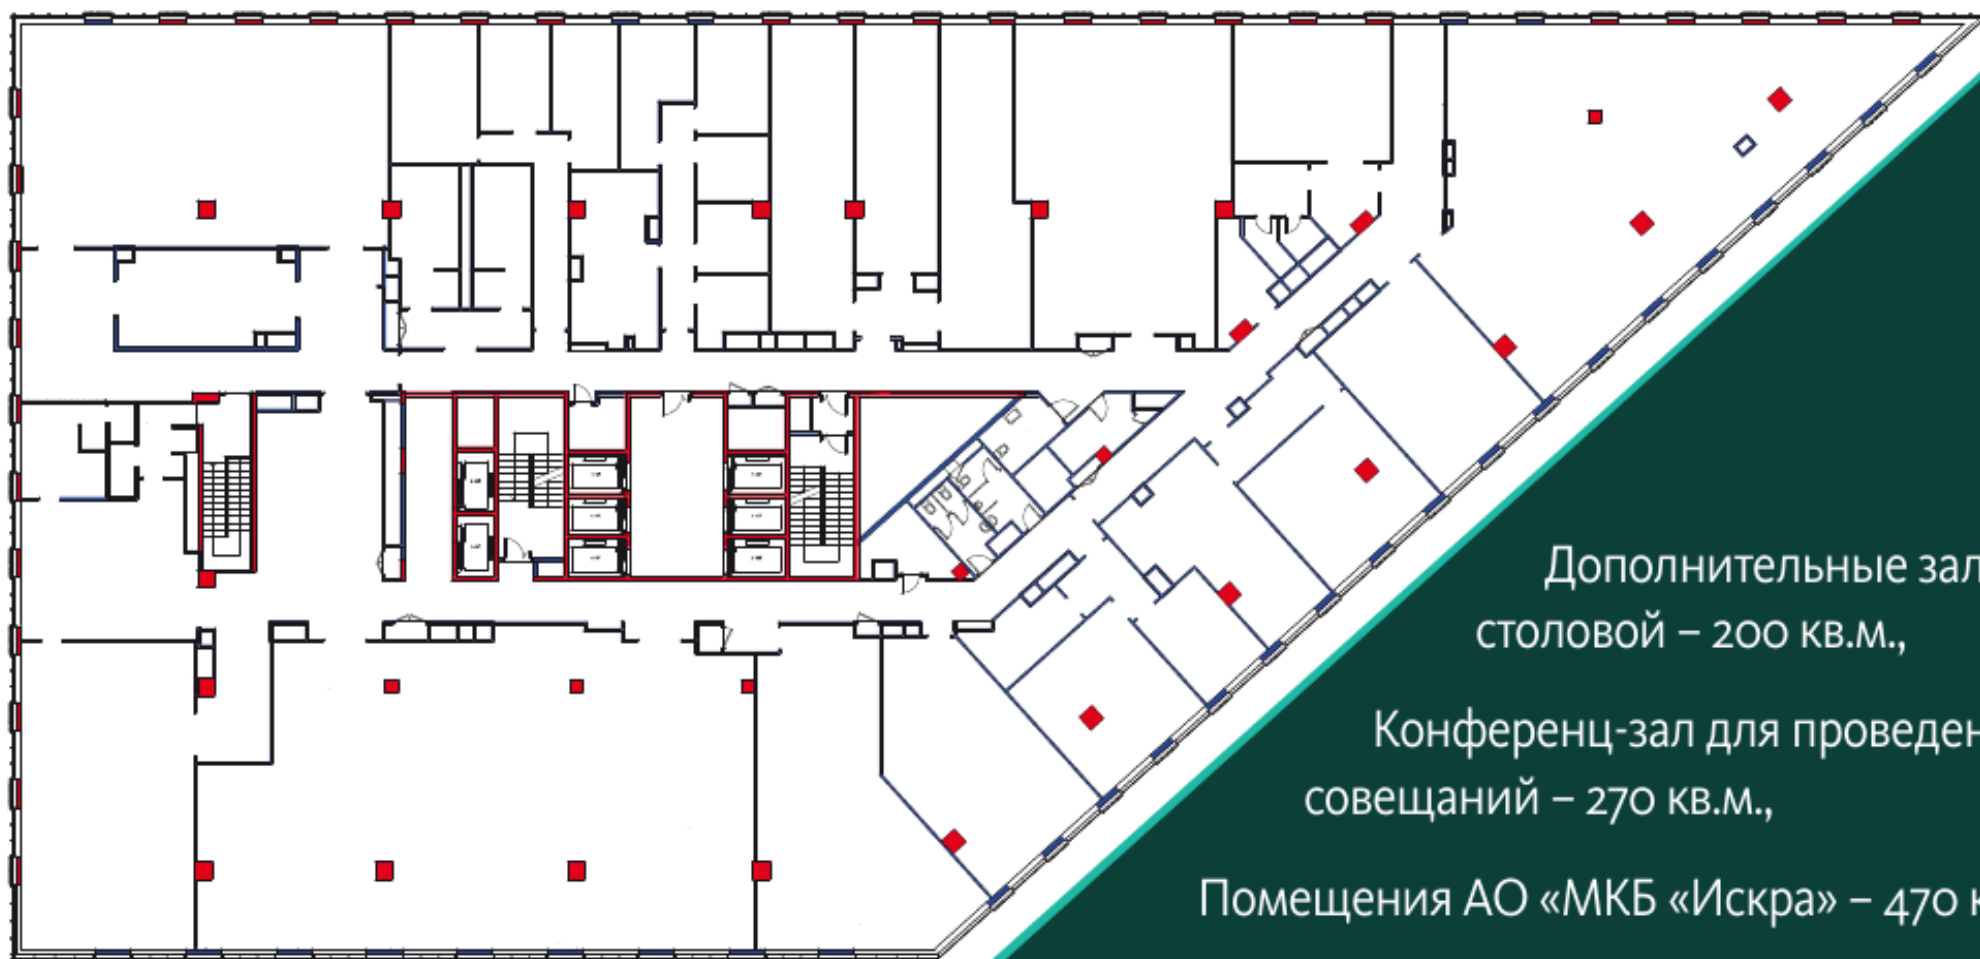 Дополнительные зал
столовой – 200 кв.м.,
Конференц-зал для проведен
совещаний – 270 кв.м.,
Помещения АО «МКБ «Искра» – 470 к